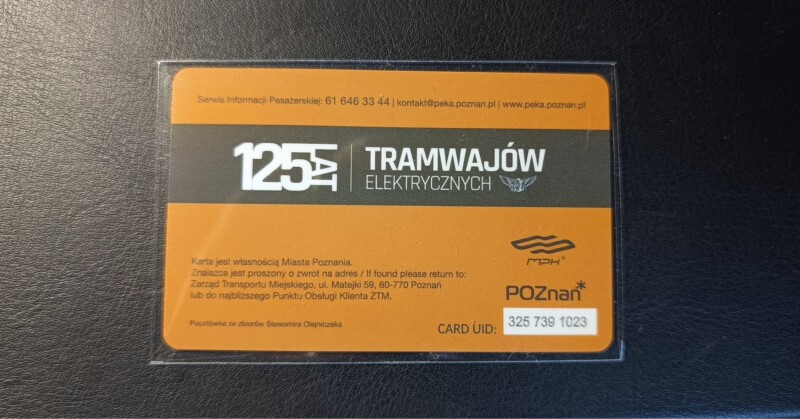 Serwis Informacji Pasażerskiej: 61 646 33 44 | kontakt@peka.poznan.pl | www.peka.poznan.pl
125 LAT | TRAMWAJÓW
ELEKTRYCZNYCH
Karta jest własnością Miasta Poznania.
Znalazca jest proszony o zwrot na adres / If found please return to:
Zarząd Transportu Miejskiego, ul. Matejki 59, 60-770 Poznań
lub do najbliższego Punktu Obsługi Klienta ZTM.
MPK®
POZnań*
Pocztówka ze zbiorów Sławomira Olejniczaka
CARD UID: 325 739 1023